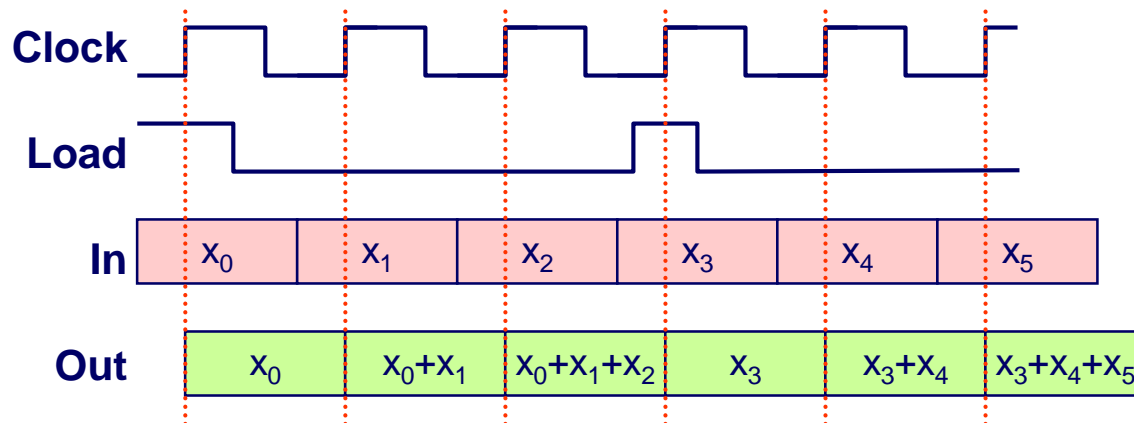 Clock
Load
In x₀ x₁ x₂ x₃ x₄ x₅
Out x₀ x₀+x₁ x₀+x₁+x₂ x₃ x₃+x₄ x₃+x₄+x₅